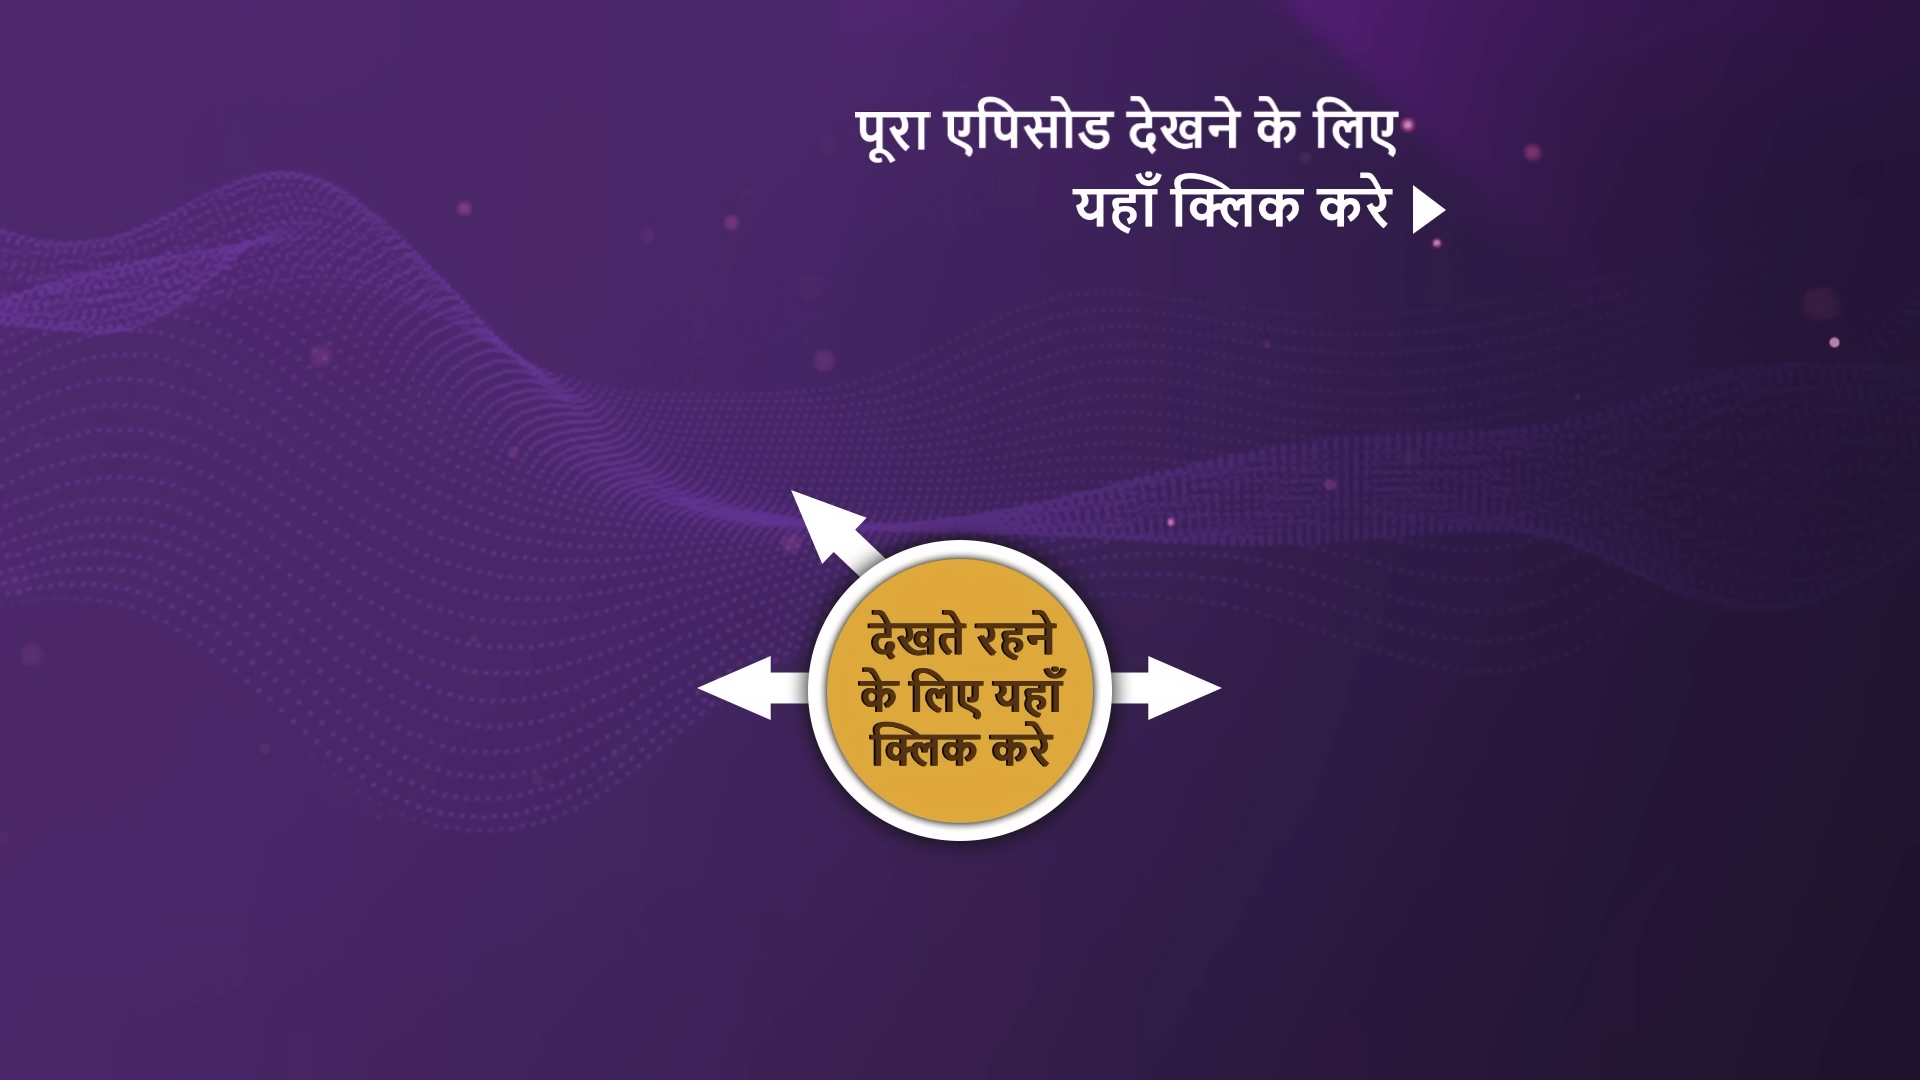 पूरा एपिसोड देखने के लिए
यहाँ क्लिक करे
देखते रहने
के लिए यहाँ
क्लिक करे